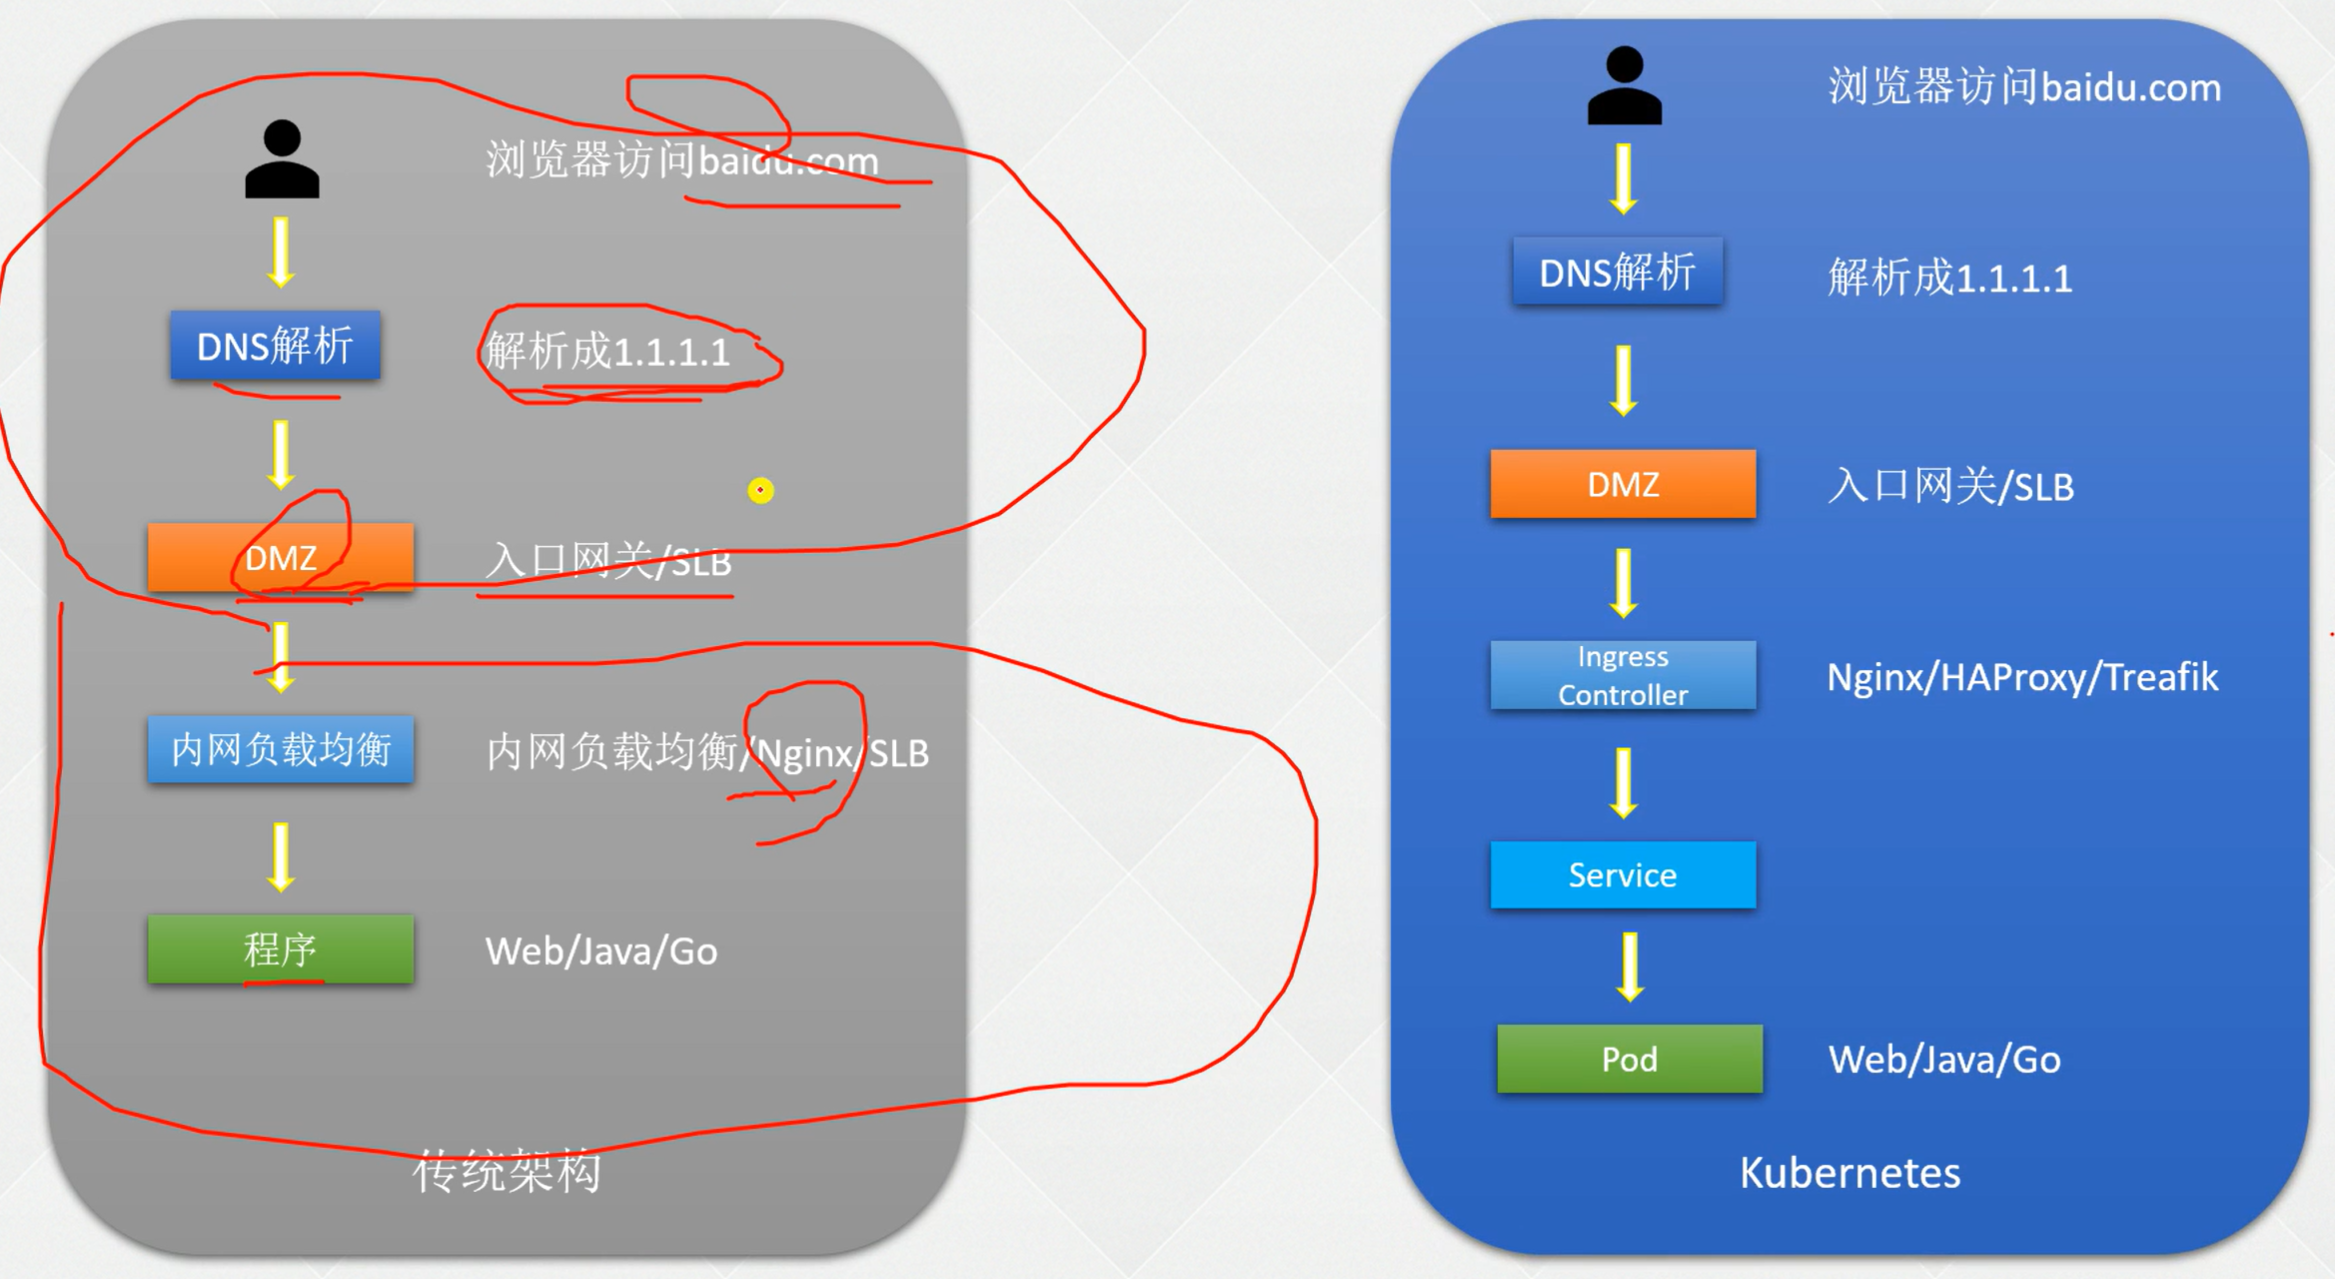 浏览器访问baidu.com
DNS解析
解析成1.1.1.1
DMZ
入口网关/SLB
内网负载均衡
内网负载均衡/Nginx/SLB
程序
Web/Java/Go
传统架构
浏览器访问baidu.com
DNS解析
解析成1.1.1.1
DMZ
入口网关/SLB
Ingress
Controller
Nginx/HAProxy/Treafik
Service
Pod
Web/Java/Go
Kubernetes